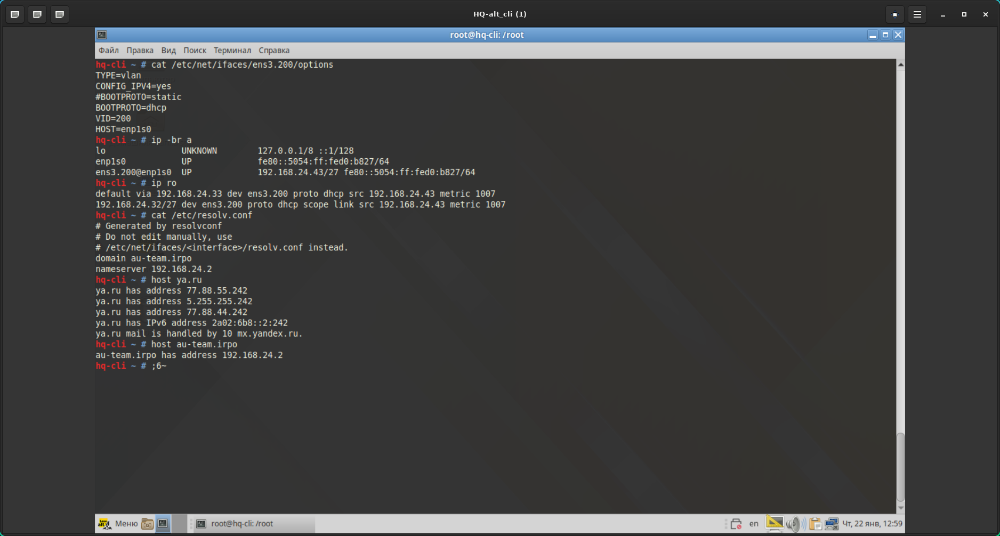 HQ-alt_cli (1)
root@hq-cli: /root
Файл Правка Вид Поиск Терминал Справка
hq-cli ~ # cat /etc/net/ifaces/ens3.200/options
TYPE=vlan
CONFIG_IPV4=yes
#BOOTPROTO=static
BOOTPROTO=dhcp
VID=200
HOST=enp1s0
hq-cli ~ # ip -br a
lo UNKNOWN 127.0.0.1/8 ::1/128
enp1s0 UP fe80::5054:ff:fed0:b827/64
ens3.200@enp1s0 UP 192.168.24.43/27 fe80::5054:ff:fed0:b827/64
hq-cli ~ # ip ro
default via 192.168.24.33 dev ens3.200 proto dhcp src 192.168.24.43 metric 1007
192.168.24.32/27 dev ens3.200 proto dhcp scope link src 192.168.24.43 metric 1007
hq-cli ~ # cat /etc/resolv.conf
# Generated by resolvconf
# Do not edit manually, use
# /etc/net/ifaces/<interface>/resolv.conf instead.
domain au-team.irpo
nameserver 192.168.24.2
hq-cli ~ # host ya.ru
ya.ru has address 77.88.55.242
ya.ru has address 5.255.255.242
ya.ru has address 77.88.44.242
ya.ru has IPv6 address 2a02:6b8::2:242
ya.ru mail is handled by 10 mx.yandex.ru.
hq-cli ~ # host au-team.irpo
au-team.irpo has address 192.168.24.2
hq-cli ~ # ;6~
base alt Меню root@hq-cli: /root en Чт, 22 янв, 12:59